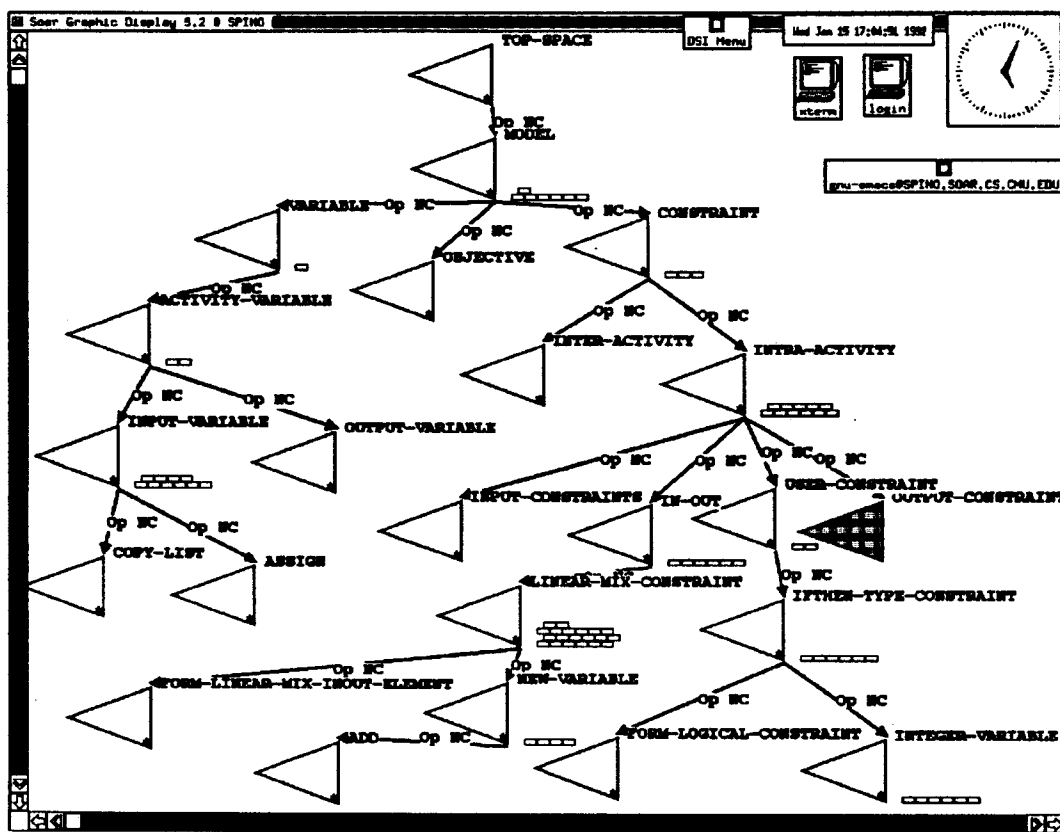 Soar Graphic Display 5.2 @ SPINO
DSI Menu
Wed Jan 15 17:04:51 1992
xterm
login
gnu-emacs@SPINO.SOAR.CS.CMU.EDU
TOP-SPACE
Op NC
MODEL
VARIABLE
Op NC
Op NC
Op NC
CONSTRAINT
OBJECTIVE
Op NC
ACTIVITY-VARIABLE
Op NC
Op NC
INTER-ACTIVITY
INTRA-ACTIVITY
Op NC
Op NC
INPUT-VARIABLE
OUTPUT-VARIABLE
Op NC
Op NC
Op NC
Op NC
USER-CONSTRAINT
INPUT-CONSTRAINTS
IN-OUT
OUTPUT-CONSTRAINT
Op NC
Op NC
COPY-LIST
ASSIGN
LINEAR-MIX-CONSTRAINT
Op NC
IFTHEN-TYPE-CONSTRAINT
Op NC
Op NC
FORM-LINEAR-MIX-INOUT-ELEMENT
NEW-VARIABLE
Op NC
Op NC
ADD
Op NC
FORM-LOGICAL-CONSTRAINT
INTEGER-VARIABLE